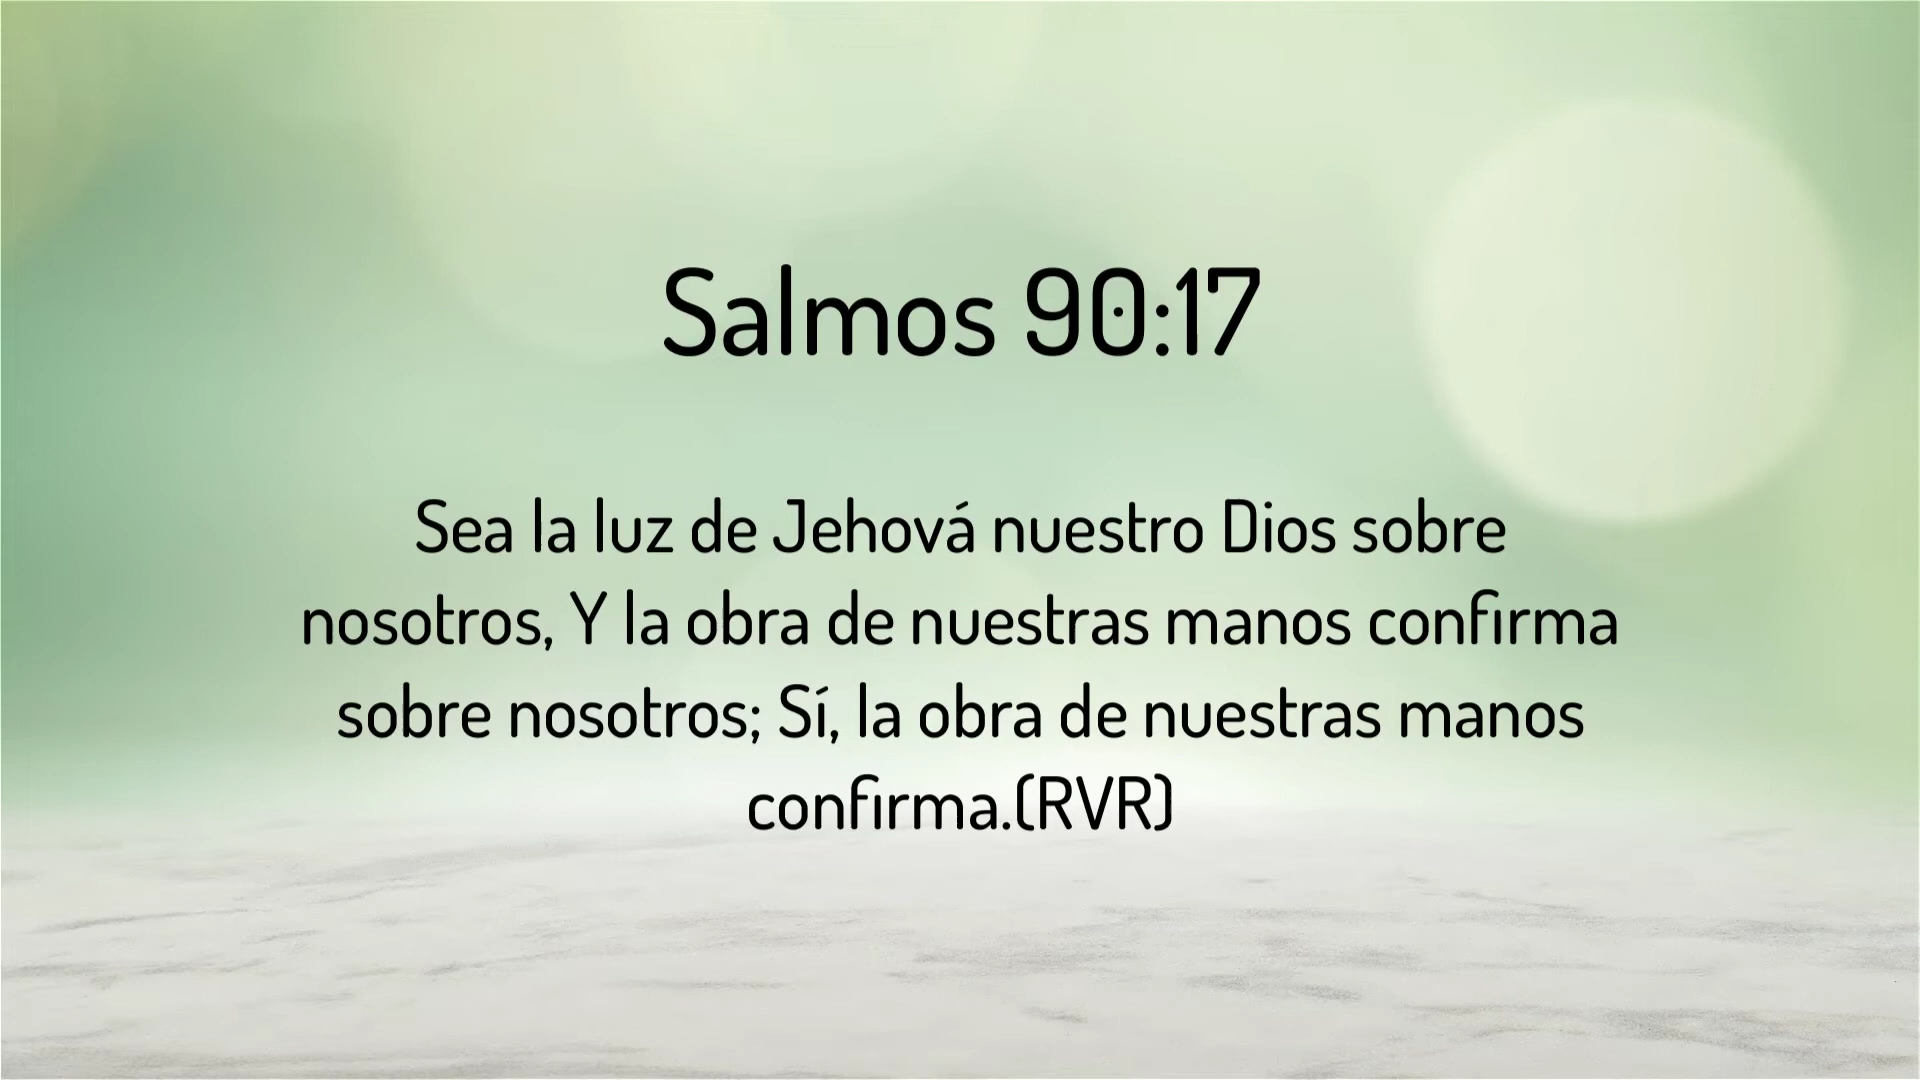 Salmos 90:17
Sea la luz de Jehová nuestro Dios sobre
nosotros, Y la obra de nuestras manos confirma
sobre nosotros; Sí, la obra de nuestras manos
confirma.(RVR)